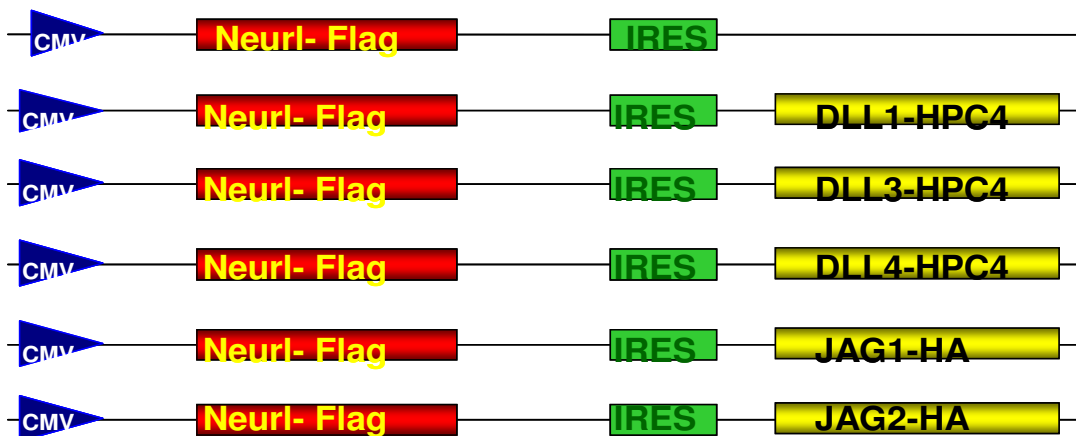 CMV Neurl- Flag IRES
CMV Neurl- Flag IRES DLL1-HPC4
CMV Neurl- Flag IRES DLL3-HPC4
CMV Neurl- Flag IRES DLL4-HPC4
CMV Neurl- Flag IRES JAG1-HA
CMV Neurl- Flag IRES JAG2-HA